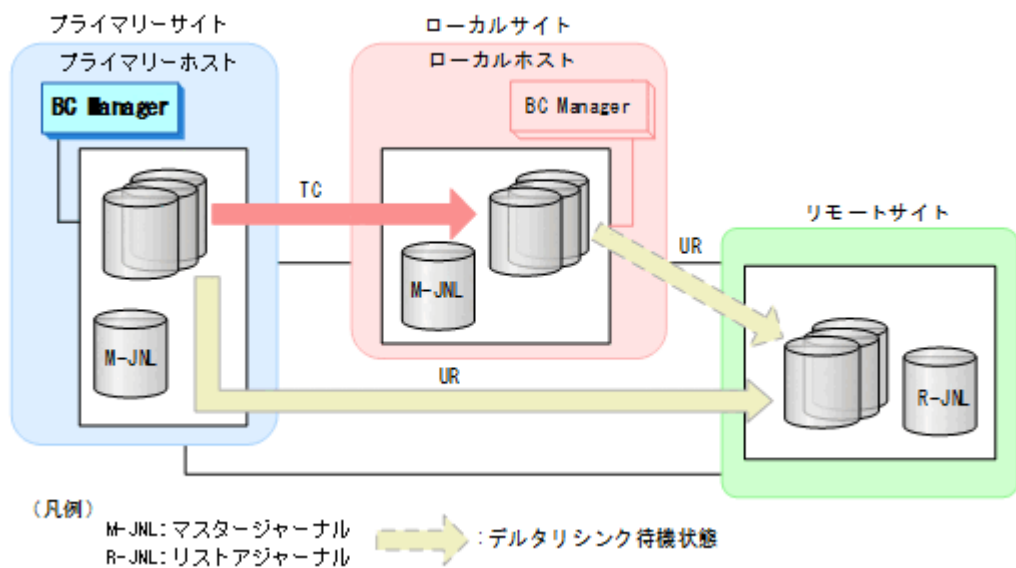 プライマリーサイト
ローカルサイト
プライマリーホスト
ローカルホスト
BC Manager
BC Manager
TC
リモートサイト
UR
M-JNL
M-JNL
UR
R-JNL
(凡例)
M-JNL:マスタージャーナル
R-JNL:リストアジャーナル
:デルタリシンク待機状態